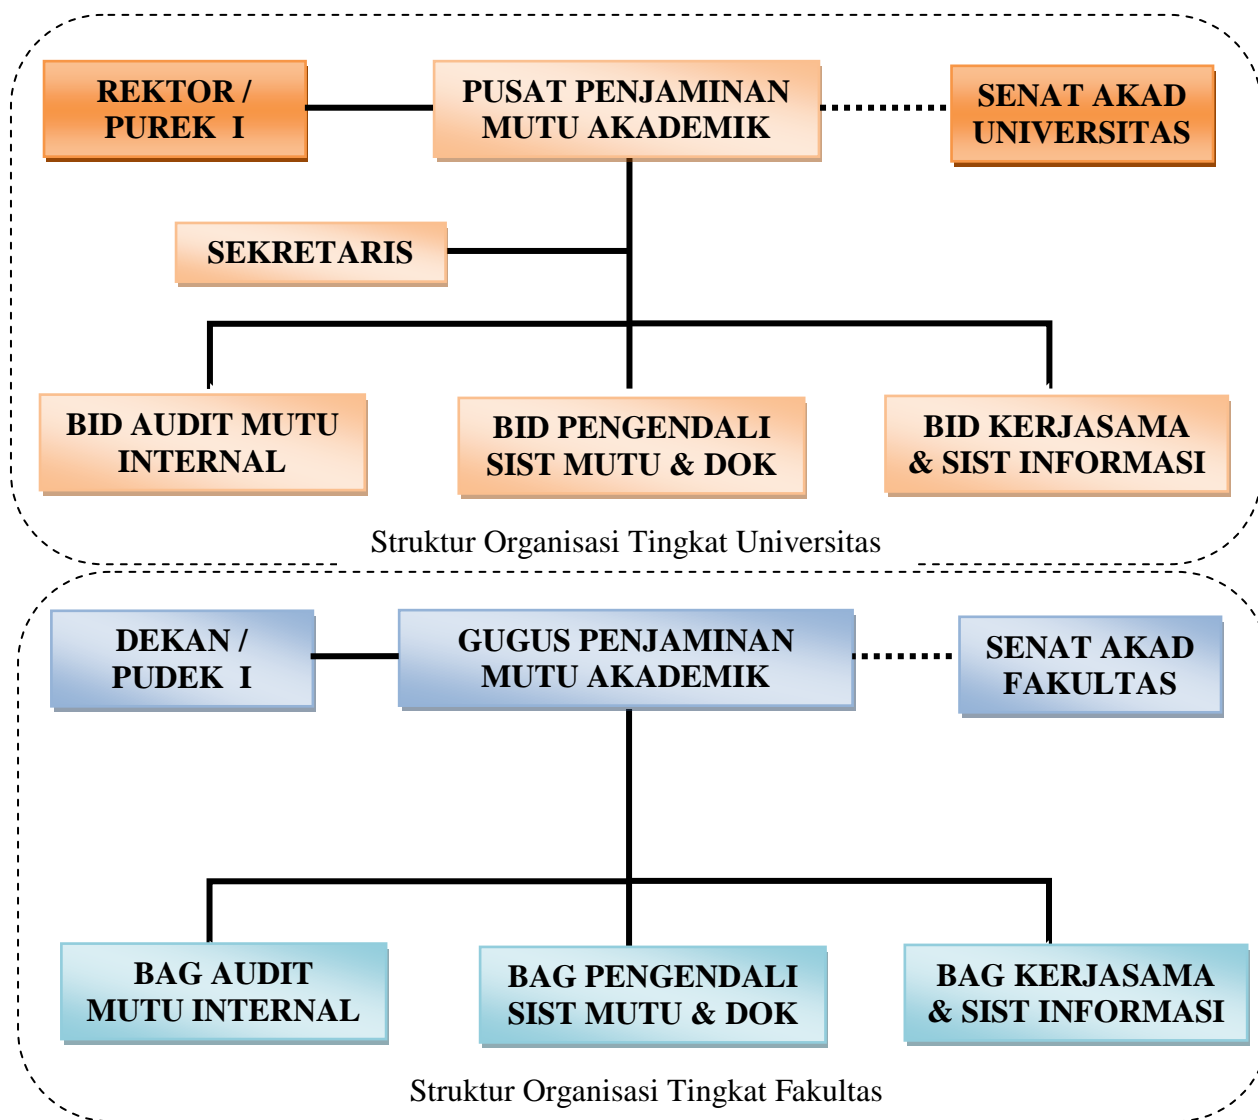 REKTOR /
PUREK I
PUSAT PENJAMINAN
MUTU AKADEMIK
SENAT AKAD
UNIVERSITAS
SEKRETARIS
BID AUDIT MUTU
INTERNAL
BID PENGENDALI
SIST MUTU & DOK
BID KERJASAMA
& SIST INFORMASI
Struktur Organisasi Tingkat Universitas
DEKAN /
PUDEK I
GUGUS PENJAMINAN
MUTU AKADEMIK
SENAT AKAD
FAKULTAS
BAG AUDIT
MUTU INTERNAL
BAG PENGENDALI
SIST MUTU & DOK
BAG KERJASAMA
& SIST INFORMASI
Struktur Organisasi Tingkat Fakultas